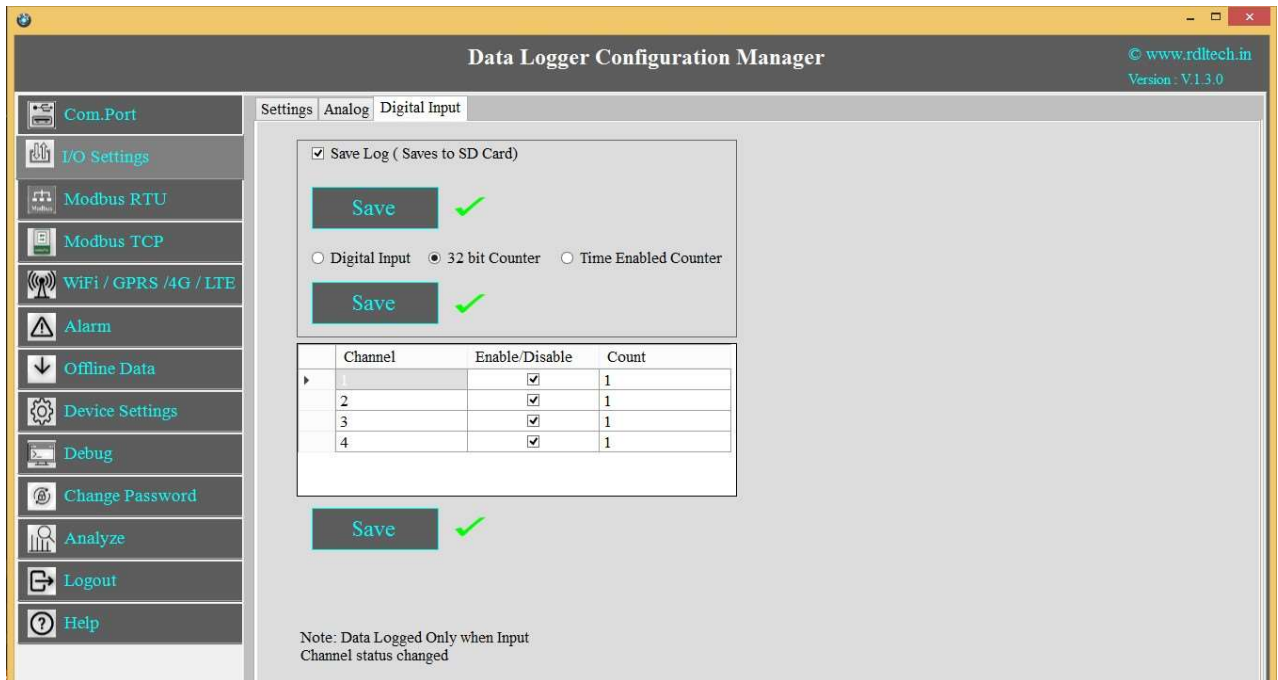 Data Logger Configuration Manager
© www.rdltech.in
Version : V.1.3.0
Com.Port
I/O Settings
Modbus RTU
Modbus TCP
WiFi / GPRS /4G / LTE
Alarm
Offline Data
Device Settings
Debug
Change Password
Analyze
Logout
Help
Settings Analog Digital Input
Save Log ( Saves to SD Card)
Save
Digital Input 32 bit Counter Time Enabled Counter
Save
Channel Enable/Disable Count
1 1
2 1
3 1
4 1
Save
Note: Data Logged Only when Input
Channel status changed